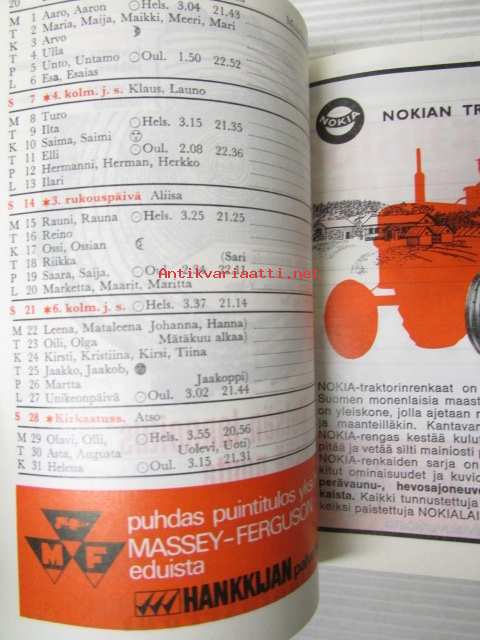 M 1 Aaro, Aaron Hels. 3.04 21.43
T 2 Maria, Maija, Maikki, Meeri, Mari
K 3 Arvo
T 4 Ulla
P 5 Unto, Untamo Oul. 1.50 22.52
L 6 Esa, Esaias
S 7 *4. kolm. j. s. Klaus, Launo
M 8 Turo Hels. 3.15 21.35
T 9 Ilta
K 10 Saima, Saimi
T 11 Elli Oul. 2.08 22.36
P 12 Hermanni, Herman, Herkko
L 13 Ilari
S 14 *3. rukouspäivä Aliisa
M 15 Rauni, Rauna Hels. 3.25 21.25
T 16 Reino
K 17 Ossi, Ossian
T 18 Riikka (Sari
P 19 Saara, Saija, Oul.
L 20 Marketta, Maarit, Maritta
Antikvariaatti.net
S 21 *6. kolm. j. s. Hels. 3.37 21.14
M 22 Leena, Mataleena Johanna, Hanna)
T 23 Oili, Olga Mätäkuu alkaa)
K 24 Kirsti, Kristiina, Kirsi, Tiina
T 25 Jaakko, Jaakob,
P 26 Martta Jaakoppi)
L 27 Unikeonpäivä Oul. 3.02 21.44
S 28 *Kirkastuss. Atso
M 29 Olavi, Olli, Hels. 3.55 20.56
T 30 Asta, Augusta Uolevi, Uoti)
K 31 Helena Oul. 3.15 21.31
MF
puhdas puintitulos yksi
MASSEY-FERGUSON
eduista
HANKKIJAN
NOKIA
NOKIAN TR
NOKIA-traktorinrenkaat on
Suomen monenlaisia maast
on yleiskone, jolla ajetaan
ja maanteilläkin. Kantavar
NOKIA-rengas kestää kulut
pitää ja vetää silti mainiosti
NOKIA-renkaiden sarja on
kitut ominaisuudet ja kuvio
perävaunu-, hevosajoneuv
kaista. Kaikki tunnustettuja
keiksi paistettuja NOKIALAI